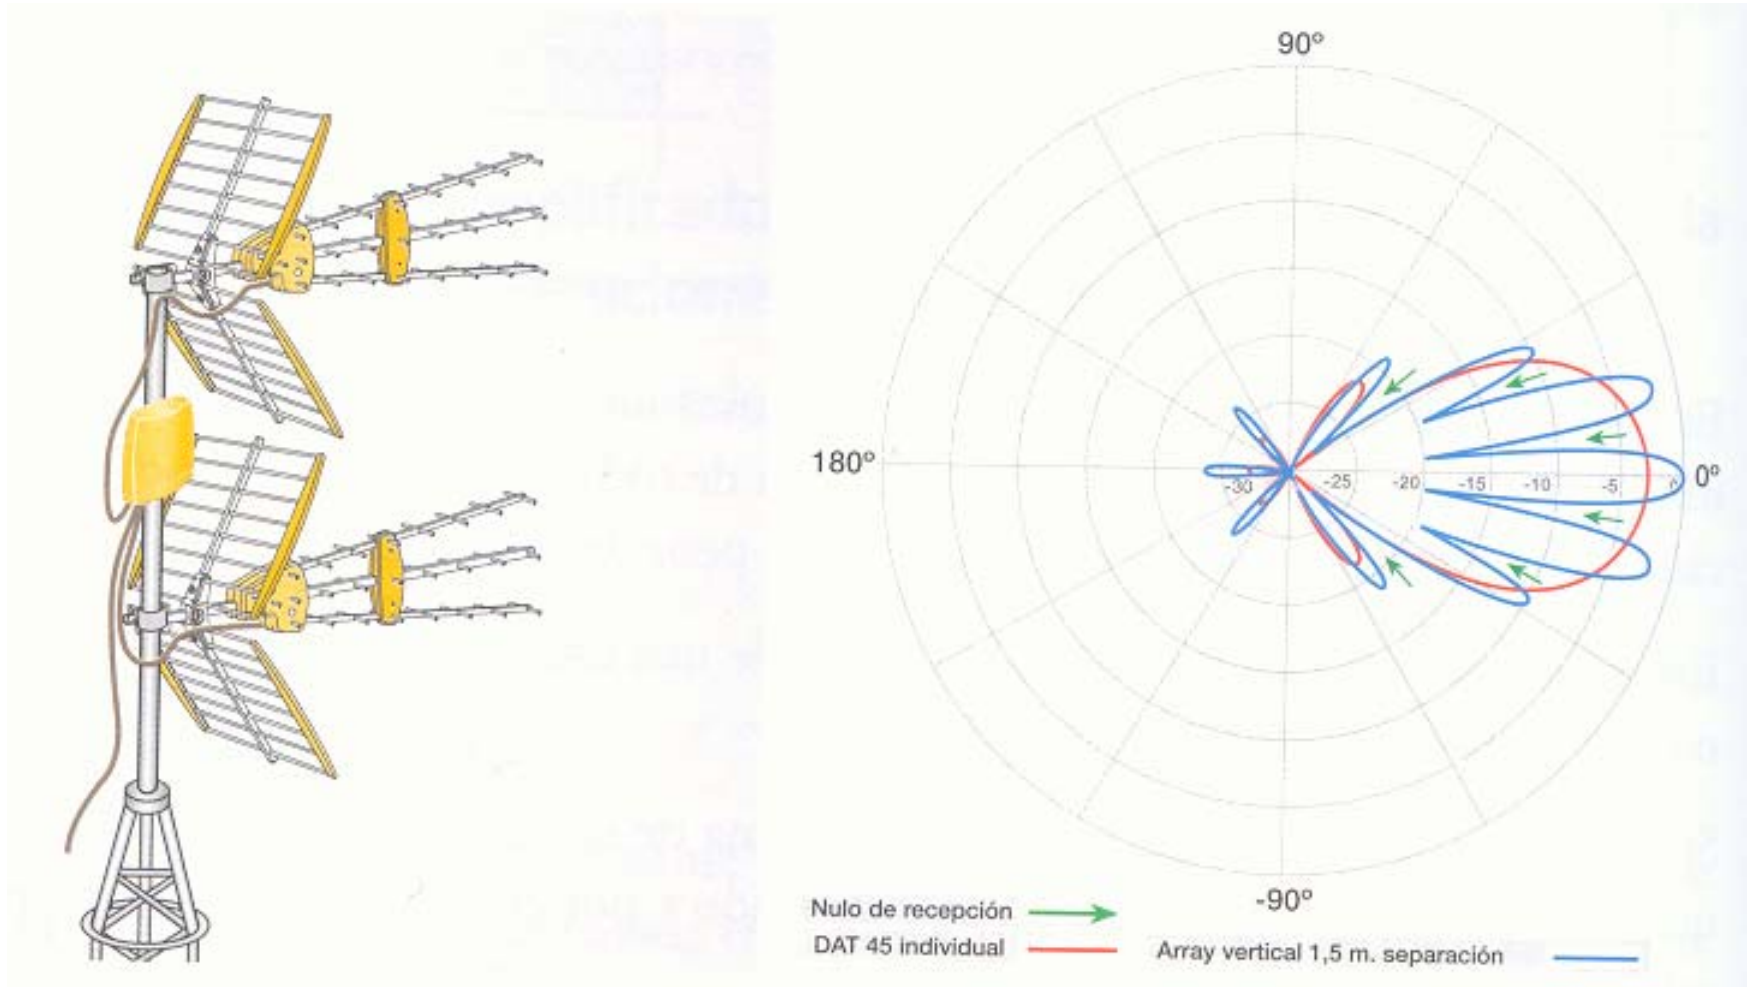 90º
180º
-30
-25
-20
-15
-10
-5
0
0º
-90º
Nulo de recepción
DAT 45 individual
Array vertical 1,5 m. separación